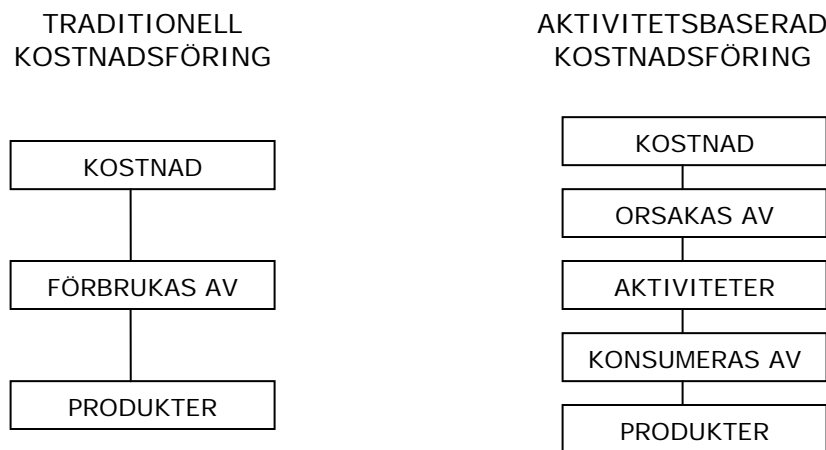 TRADITIONELL
KOSTNADSFÖRING
KOSTNAD
FÖRBRUKAS AV
PRODUKTER
AKTIVITETSBASERAD
KOSTNADSFÖRING
KOSTNAD
ORSAKAS AV
AKTIVITETER
KONSUMERAS AV
PRODUKTER